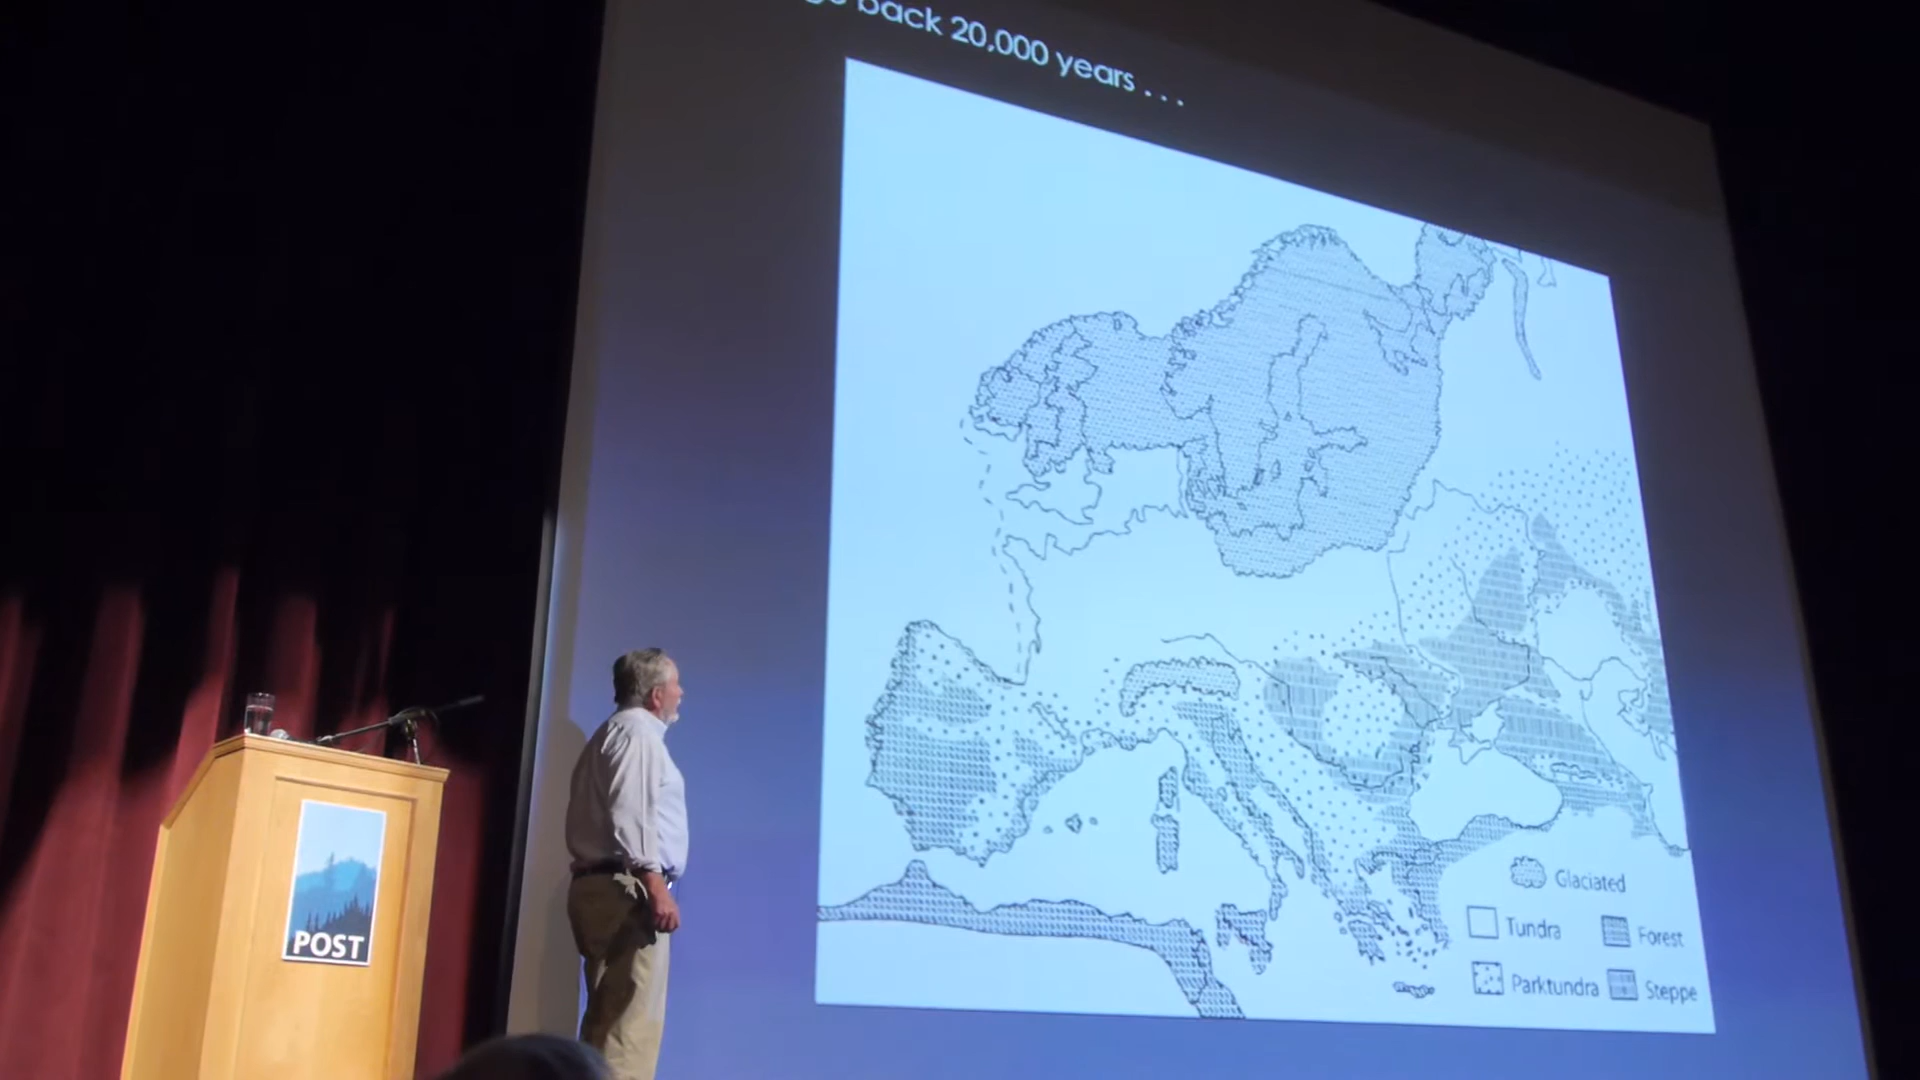 back 20,000 years . . .
Glaciated
Tundra
Forest
Parktundra
Steppe
POST